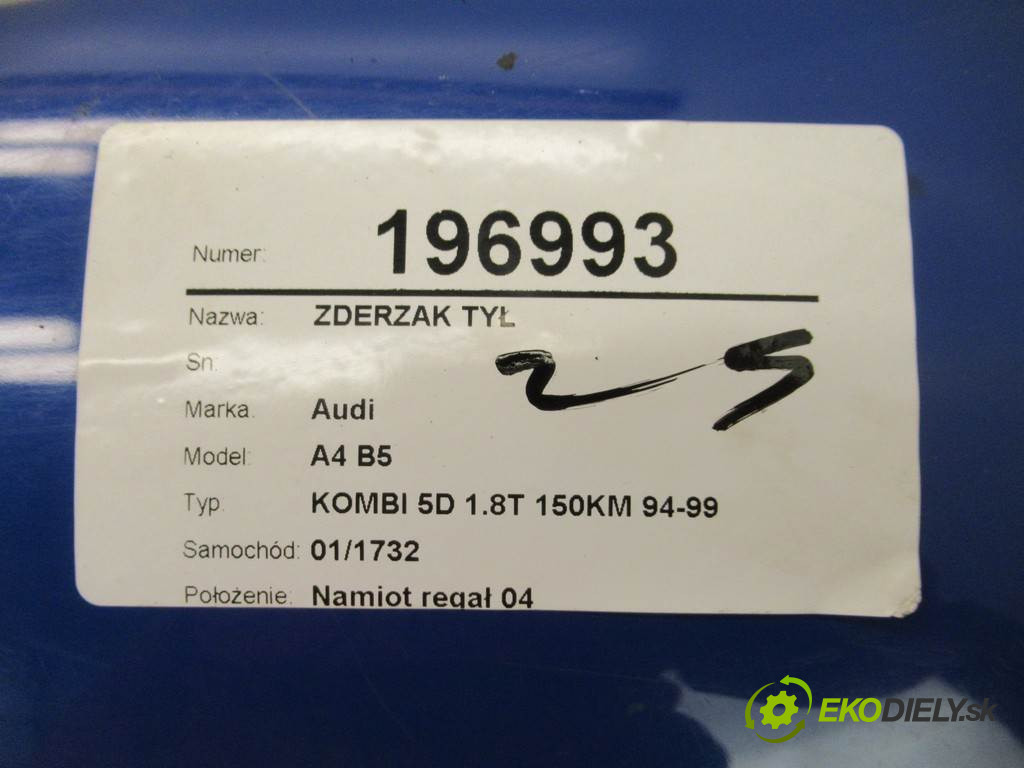 Numer: 196993
Nazwa: ZDERZAK TYŁ
Sn:
Marka: Audi
Model: A4 B5
Typ: KOMBI 5D 1.8T 150KM 94-99
Samochód: 01/1732
Położenie: Namiot regał 04
EKODIELY.sk